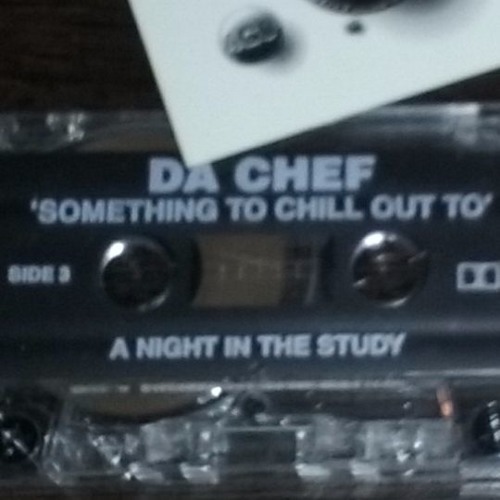 DA CHEF
'SOMETHING TO CHILL OUT TO'
SIDE 3
A NIGHT IN THE STUDY